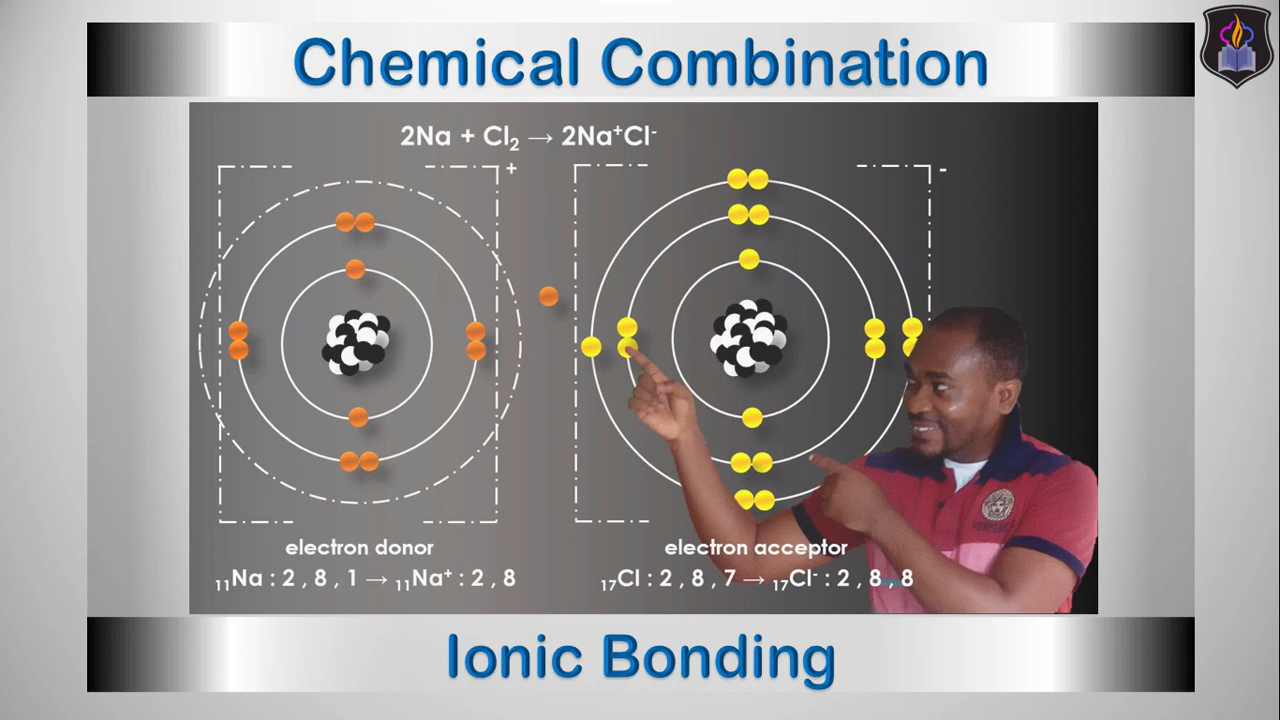 Chemical Combination
2Na + Cl₂ → 2Na⁺Cl⁻
+
-
electron donor
electron acceptor
₁₁Na : 2 , 8 , 1 → ₁₁Na⁺ : 2 , 8
₁₇Cl : 2 , 8 , 7 → ₁₇Cl⁻ : 2 , 8 , 8
VERSACE
Ionic Bonding